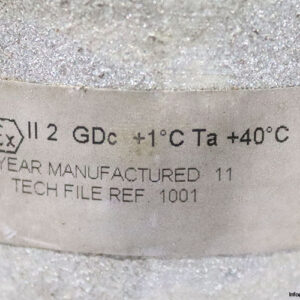 Ex II 2 GDc +1°C Ta +40°C
YEAR MANUFACTURED 11
TECH FILE REF. 1001